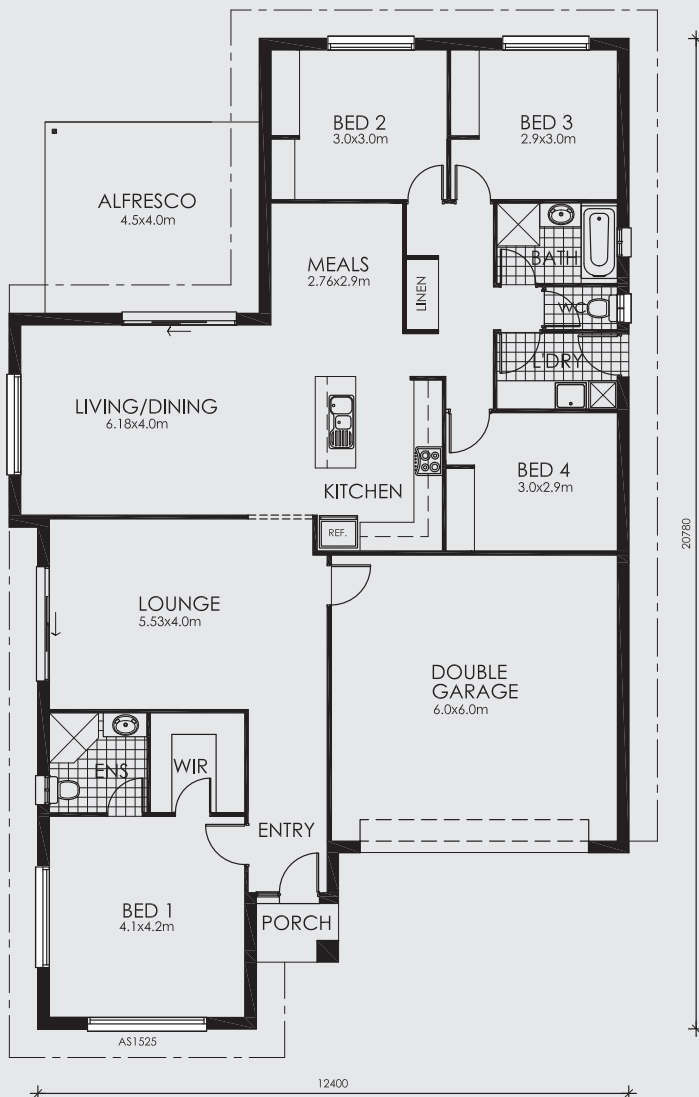 BED 2
3.0x3.0m
BED 3
2.9x3.0m
ALFRESCO
4.5x4.0m
MEALS
2.76x2.9m
LINEN
BATH
WC
L'DRY
LIVING/DINING
6.18x4.0m
KITCHEN
REF.
BED 4
3.0x2.9m
20780
LOUNGE
5.53x4.0m
DOUBLE
GARAGE
6.0x6.0m
ENS
WIR
ENTRY
BED 1
4.1x4.2m
PORCH
AS1525
12400